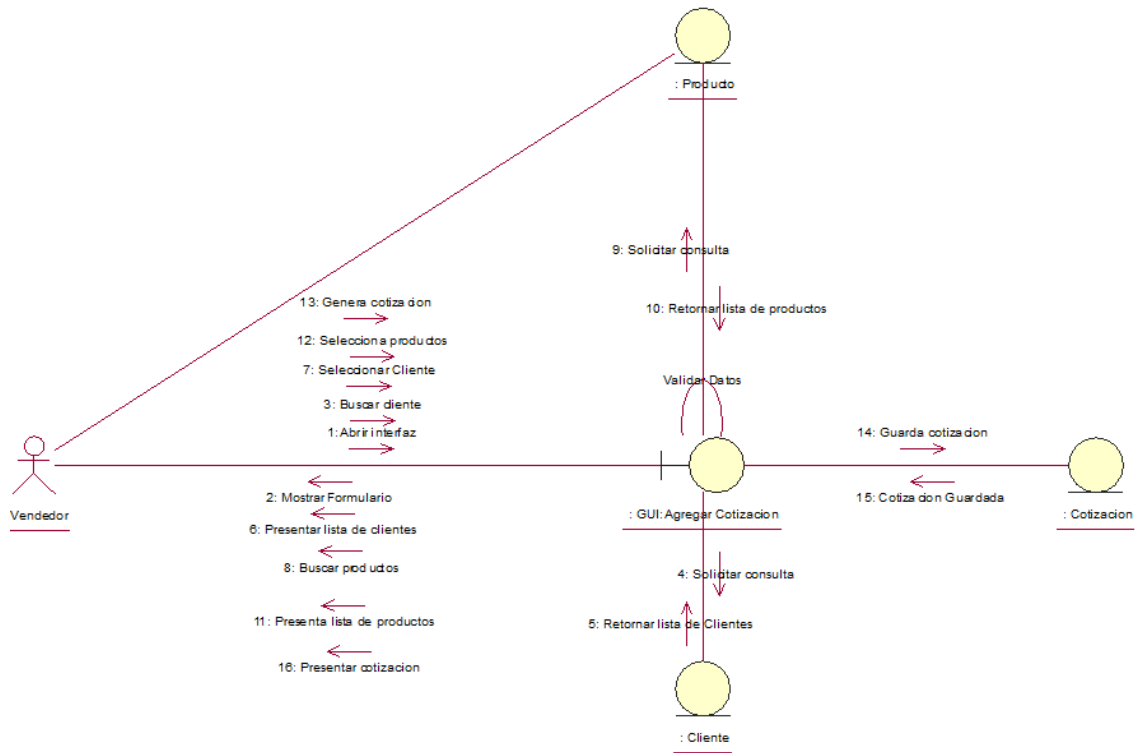 : Producto
9: Solicitar consulta
13: Genera cotizacion
10: Retornar lista de productos
12: Selecciona productos
7: Seleccionar Cliente
Validar Datos
3: Buscar cliente
1: Abrir interfaz
14: Guarda cotizacion
2: Mostrar Formulario
15: Cotizacion Guardada
Vendedor
: GUI: Agregar Cotizacion
: Cotizacion
6: Presentar lista de clientes
8: Buscar productos
4: Solicitar consulta
11: Presenta lista de productos
5: Retornar lista de Clientes
16: Presentar cotizacion
: Cliente